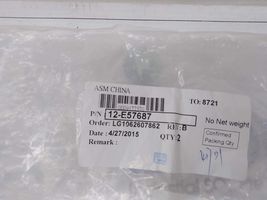 ASM CHINA
TO: 8721
P/N 12-E57687
No Net weight
Order: LG1062607862 REV:B
Date : 4/27/2015 QTY: 2
Confirmed
Packing Qty
Remark :